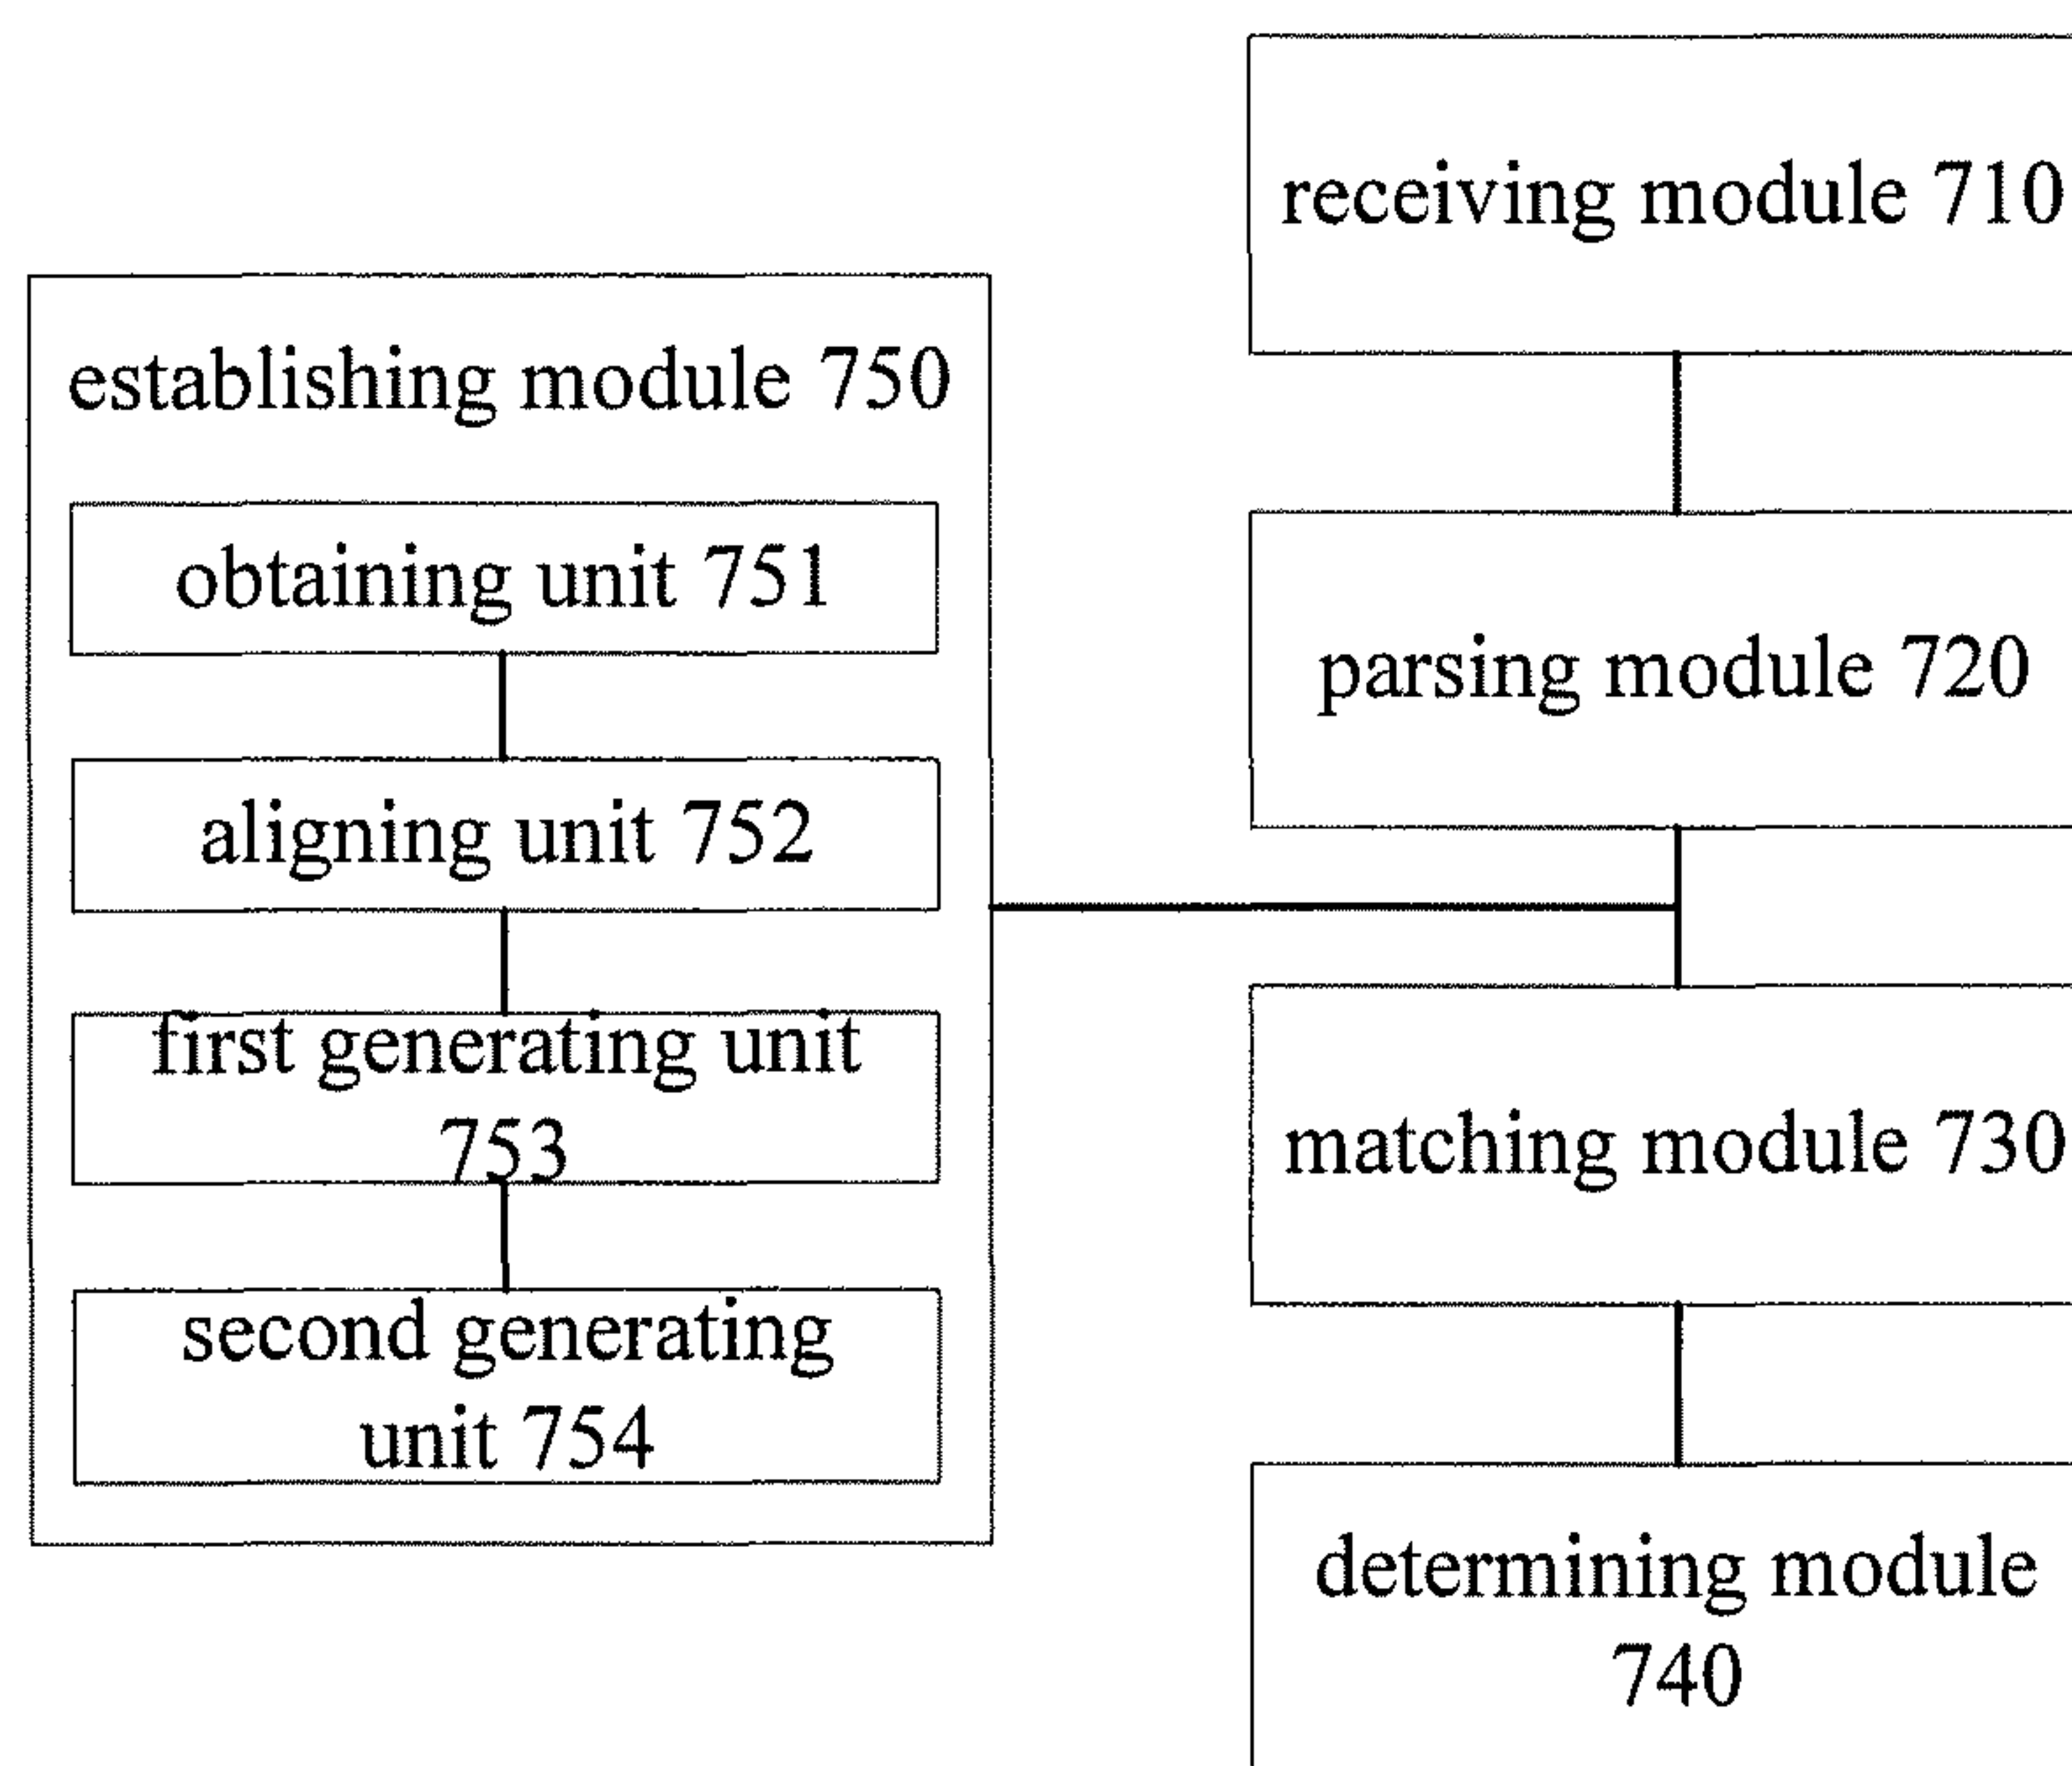 establishing module 750
obtaining unit 751
aligning unit 752
first generating unit
753
second generating
unit 754
receiving module 710
parsing module 720
matching module 730
determining module
740